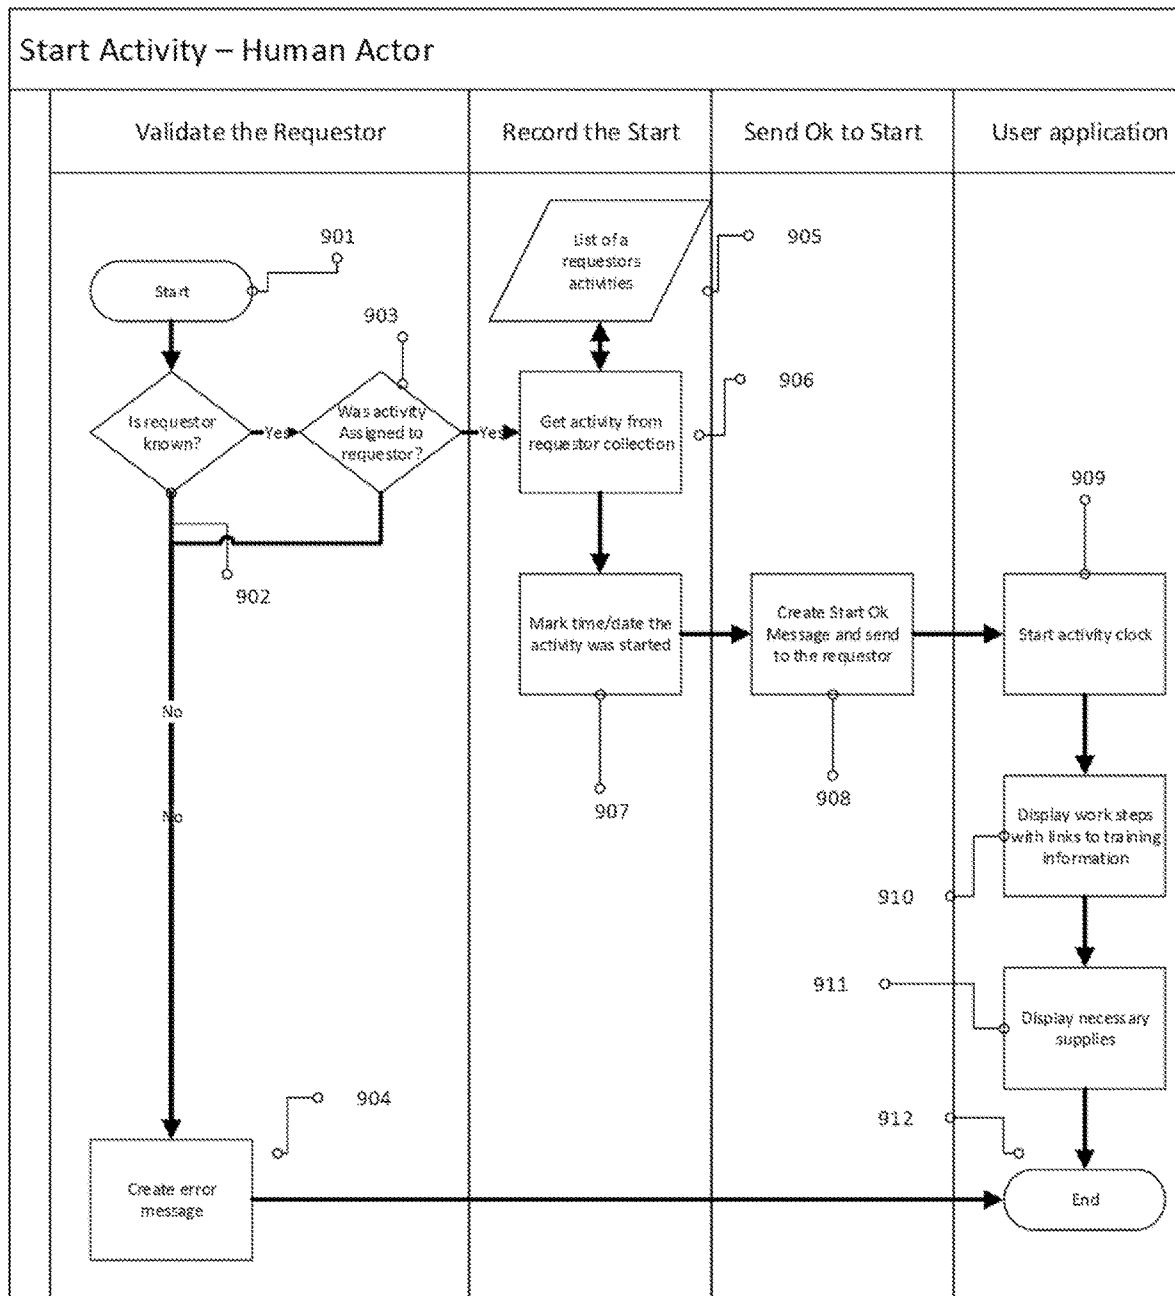 Start Activity – Human Actor
Validate the Requestor
Record the Start
Send Ok to Start
User application
901
Start
903
Is requestor
known?
Yes
Was activity
Assigned to
requestor?
Yes
902
No
No
904
Create error
message
List of a
requestors
activities
905
906
Get activity from
requestor collection
Mark time/date the
activity was started
907
Create Start Ok
Message and send
to the requestor
908
909
Start activity clock
Display work steps
with links to training
information
910
911
Display necessary
supplies
912
End